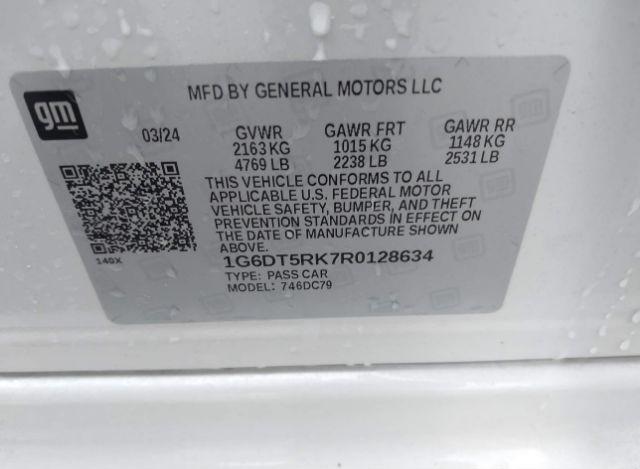 MFD BY GENERAL MOTORS LLC
gm
03/24 GVWR GAWR FRT GAWR RR
2163 KG 1015 KG 1148 KG
4769 LB 2238 LB 2531 LB
THIS VEHICLE CONFORMS TO ALL
APPLICABLE U.S. FEDERAL MOTOR
VEHICLE SAFETY, BUMPER, AND THEFT
PREVENTION STANDARDS IN EFFECT ON
THE DATE OF MANUFACTURE SHOWN
ABOVE.
140X
1G6DT5RK7R0128634
TYPE: PASS CAR
MODEL: 746DC79